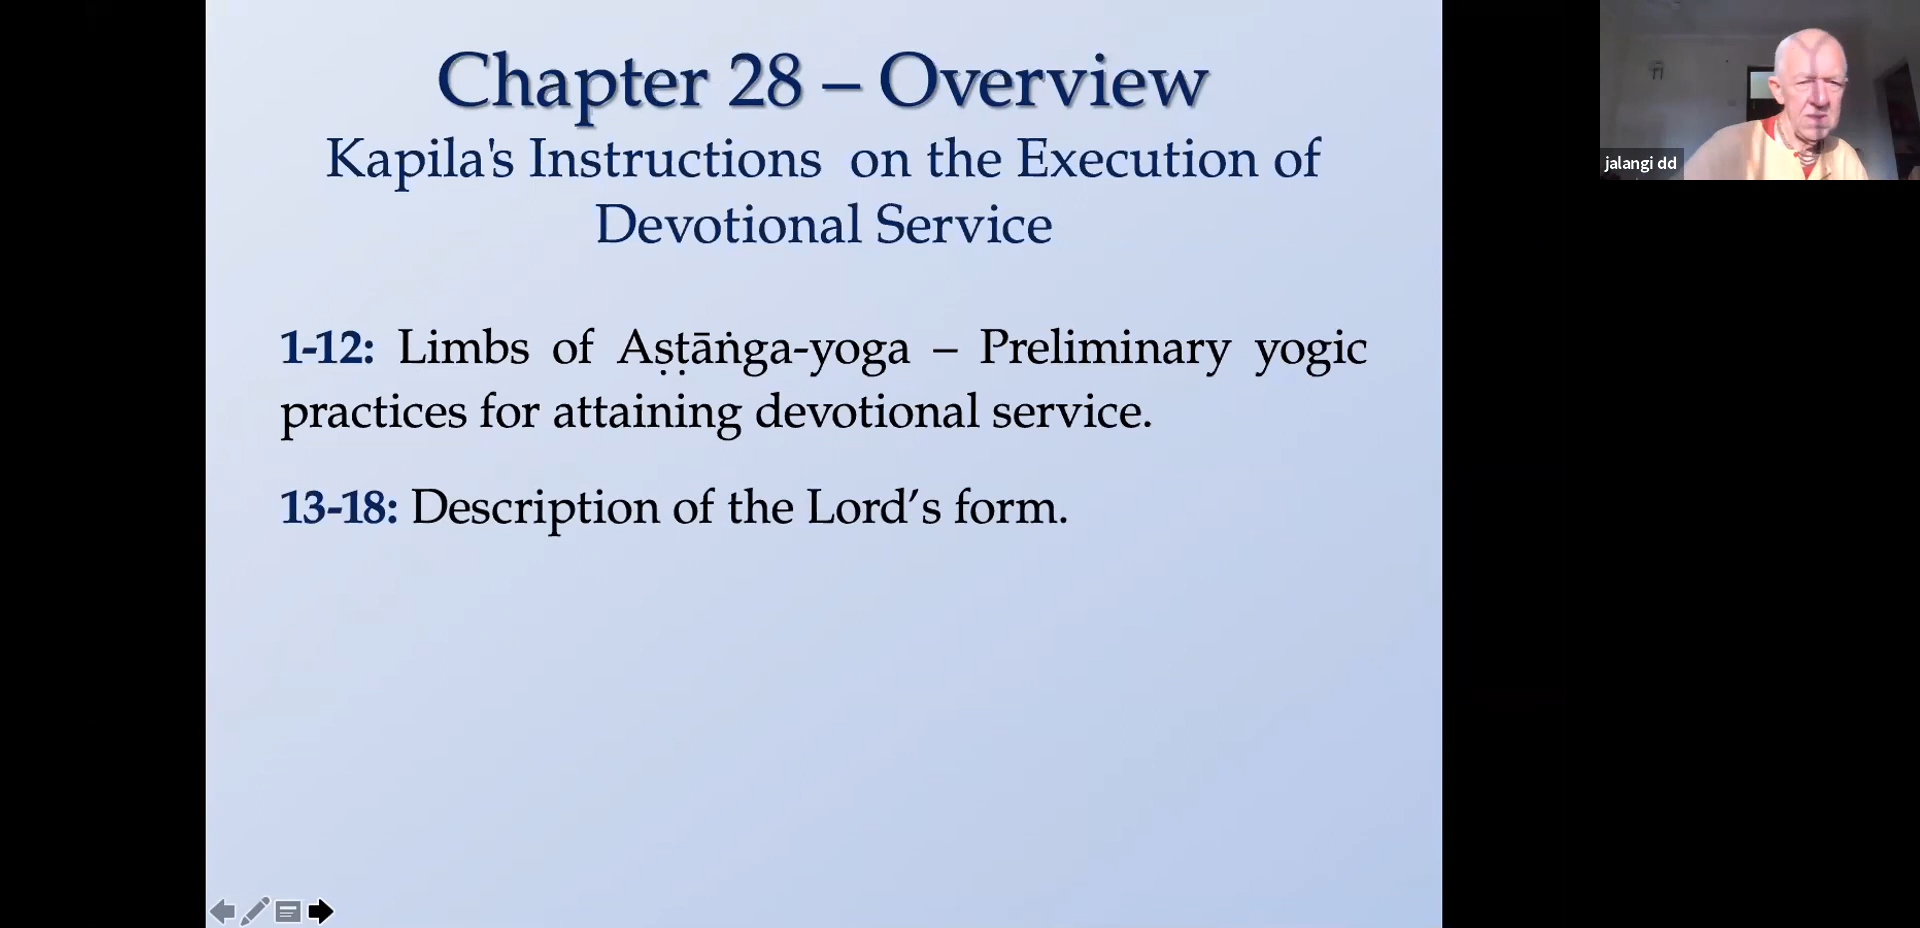 Chapter 28 – Overview
Kapila's Instructions  on the Execution of
Devotional Service
1-12: Limbs of Aṣṭāṅga-yoga – Preliminary yogic
practices for attaining devotional service.
13-18: Description of the Lord’s form.
jalangi dd